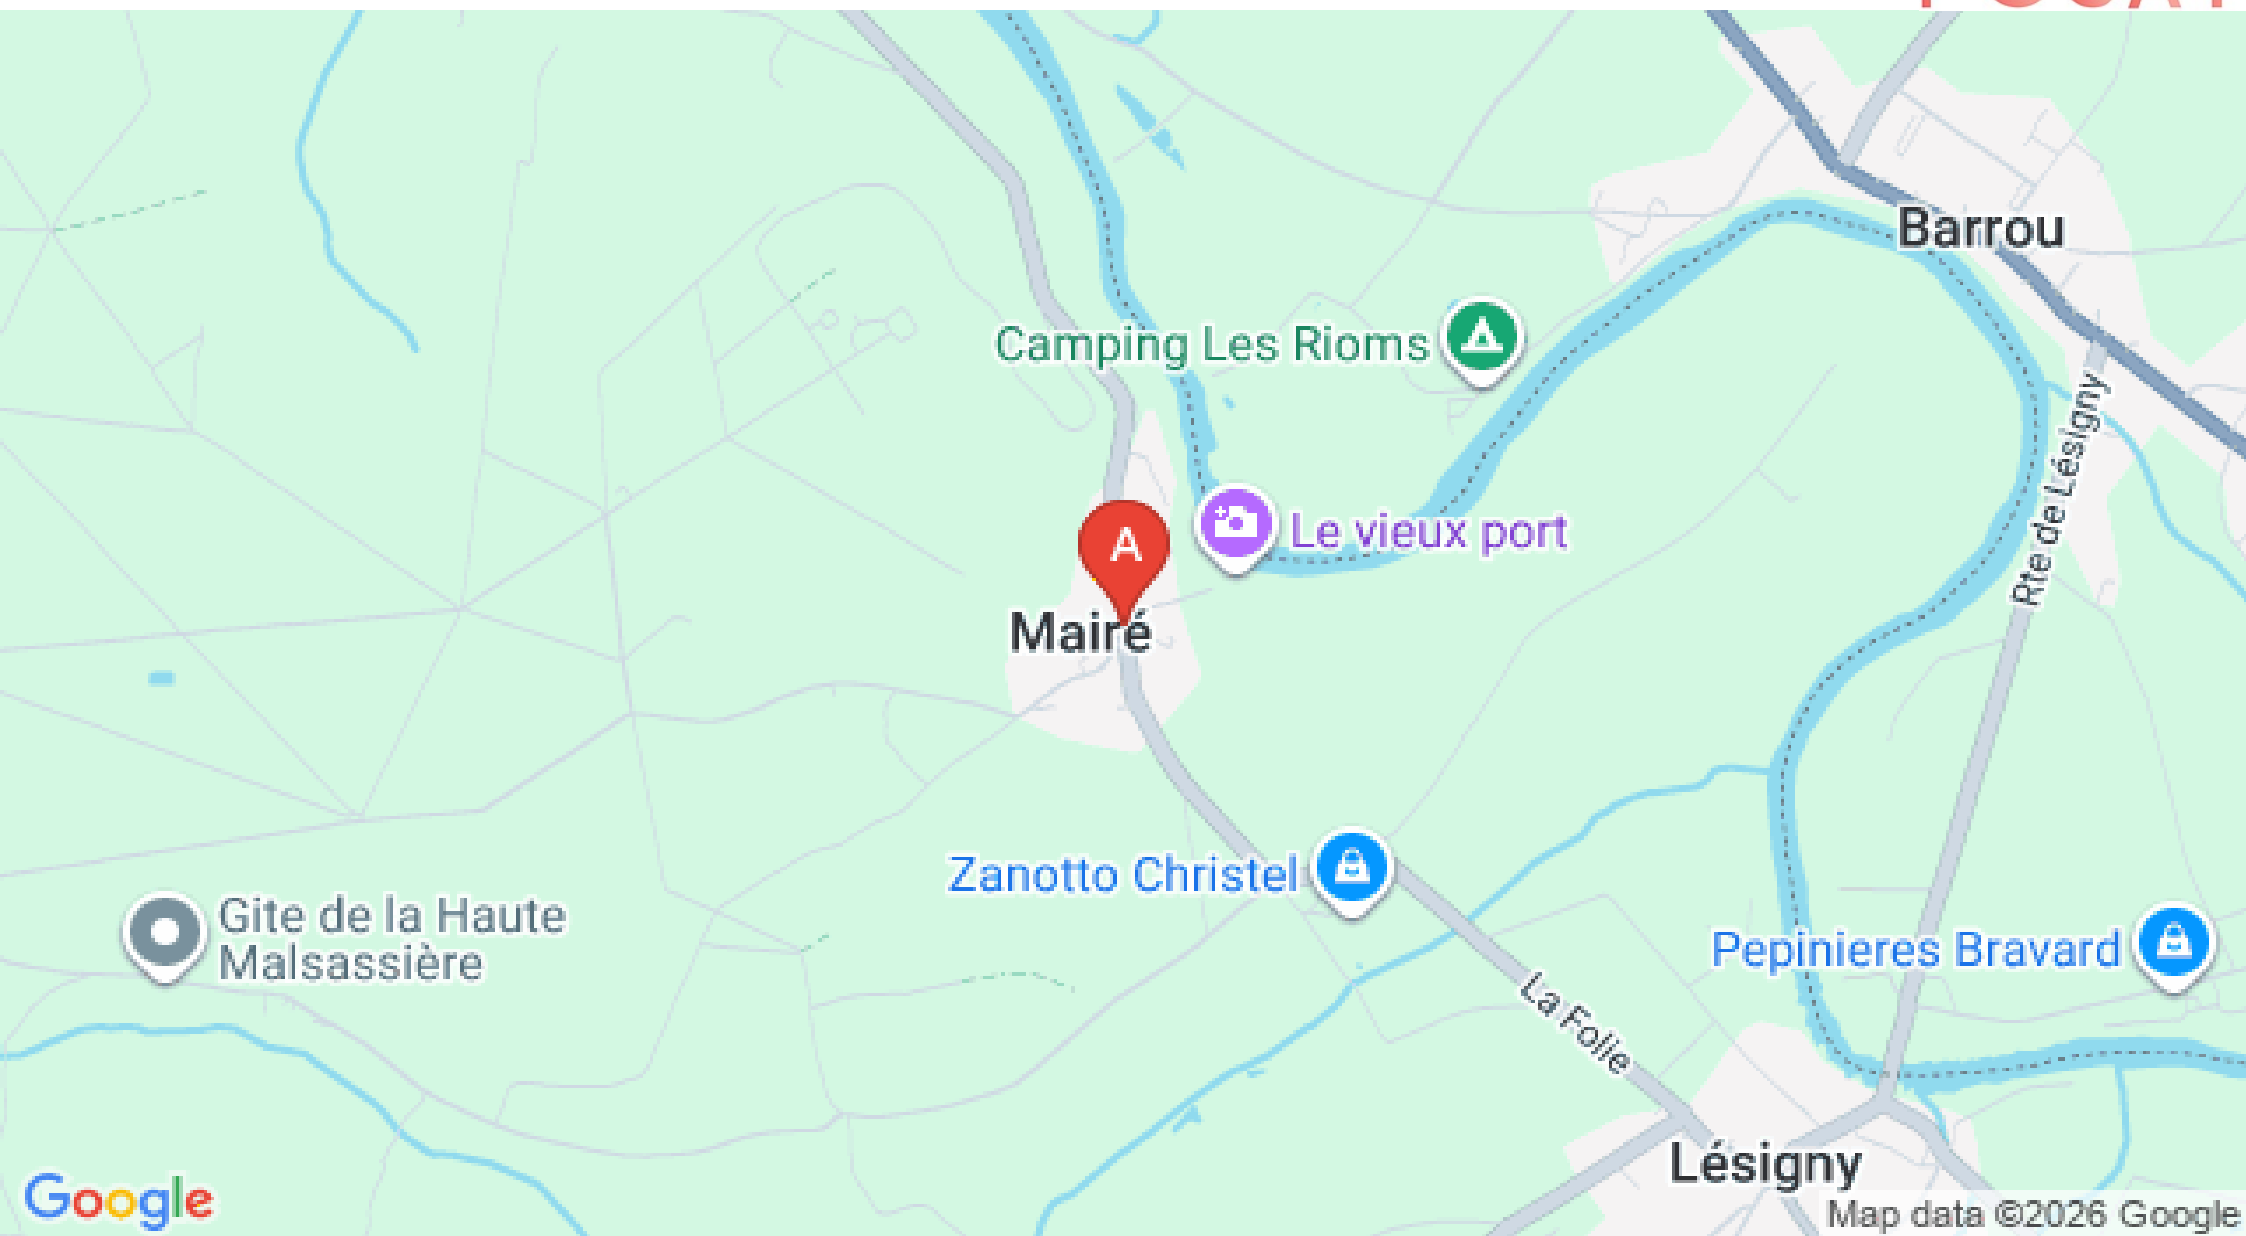 Barrou
Camping Les Rioms
Rte de Lésigny
Le vieux port
A
Mairé
Zanotto Christel
Gite de la Haute
Malsassière
Pepinieres Bravard
La Folie
Lésigny
Google
Map data ©2026 Google